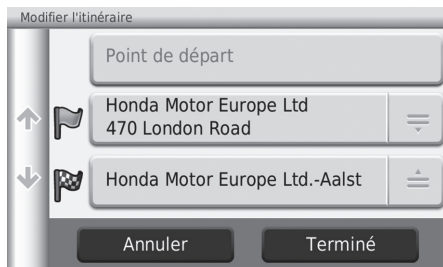 Modifier l'itinéraire
Point de départ
Honda Motor Europe Ltd
470 London Road
Honda Motor Europe Ltd.-Aalst
Annuler
Terminé